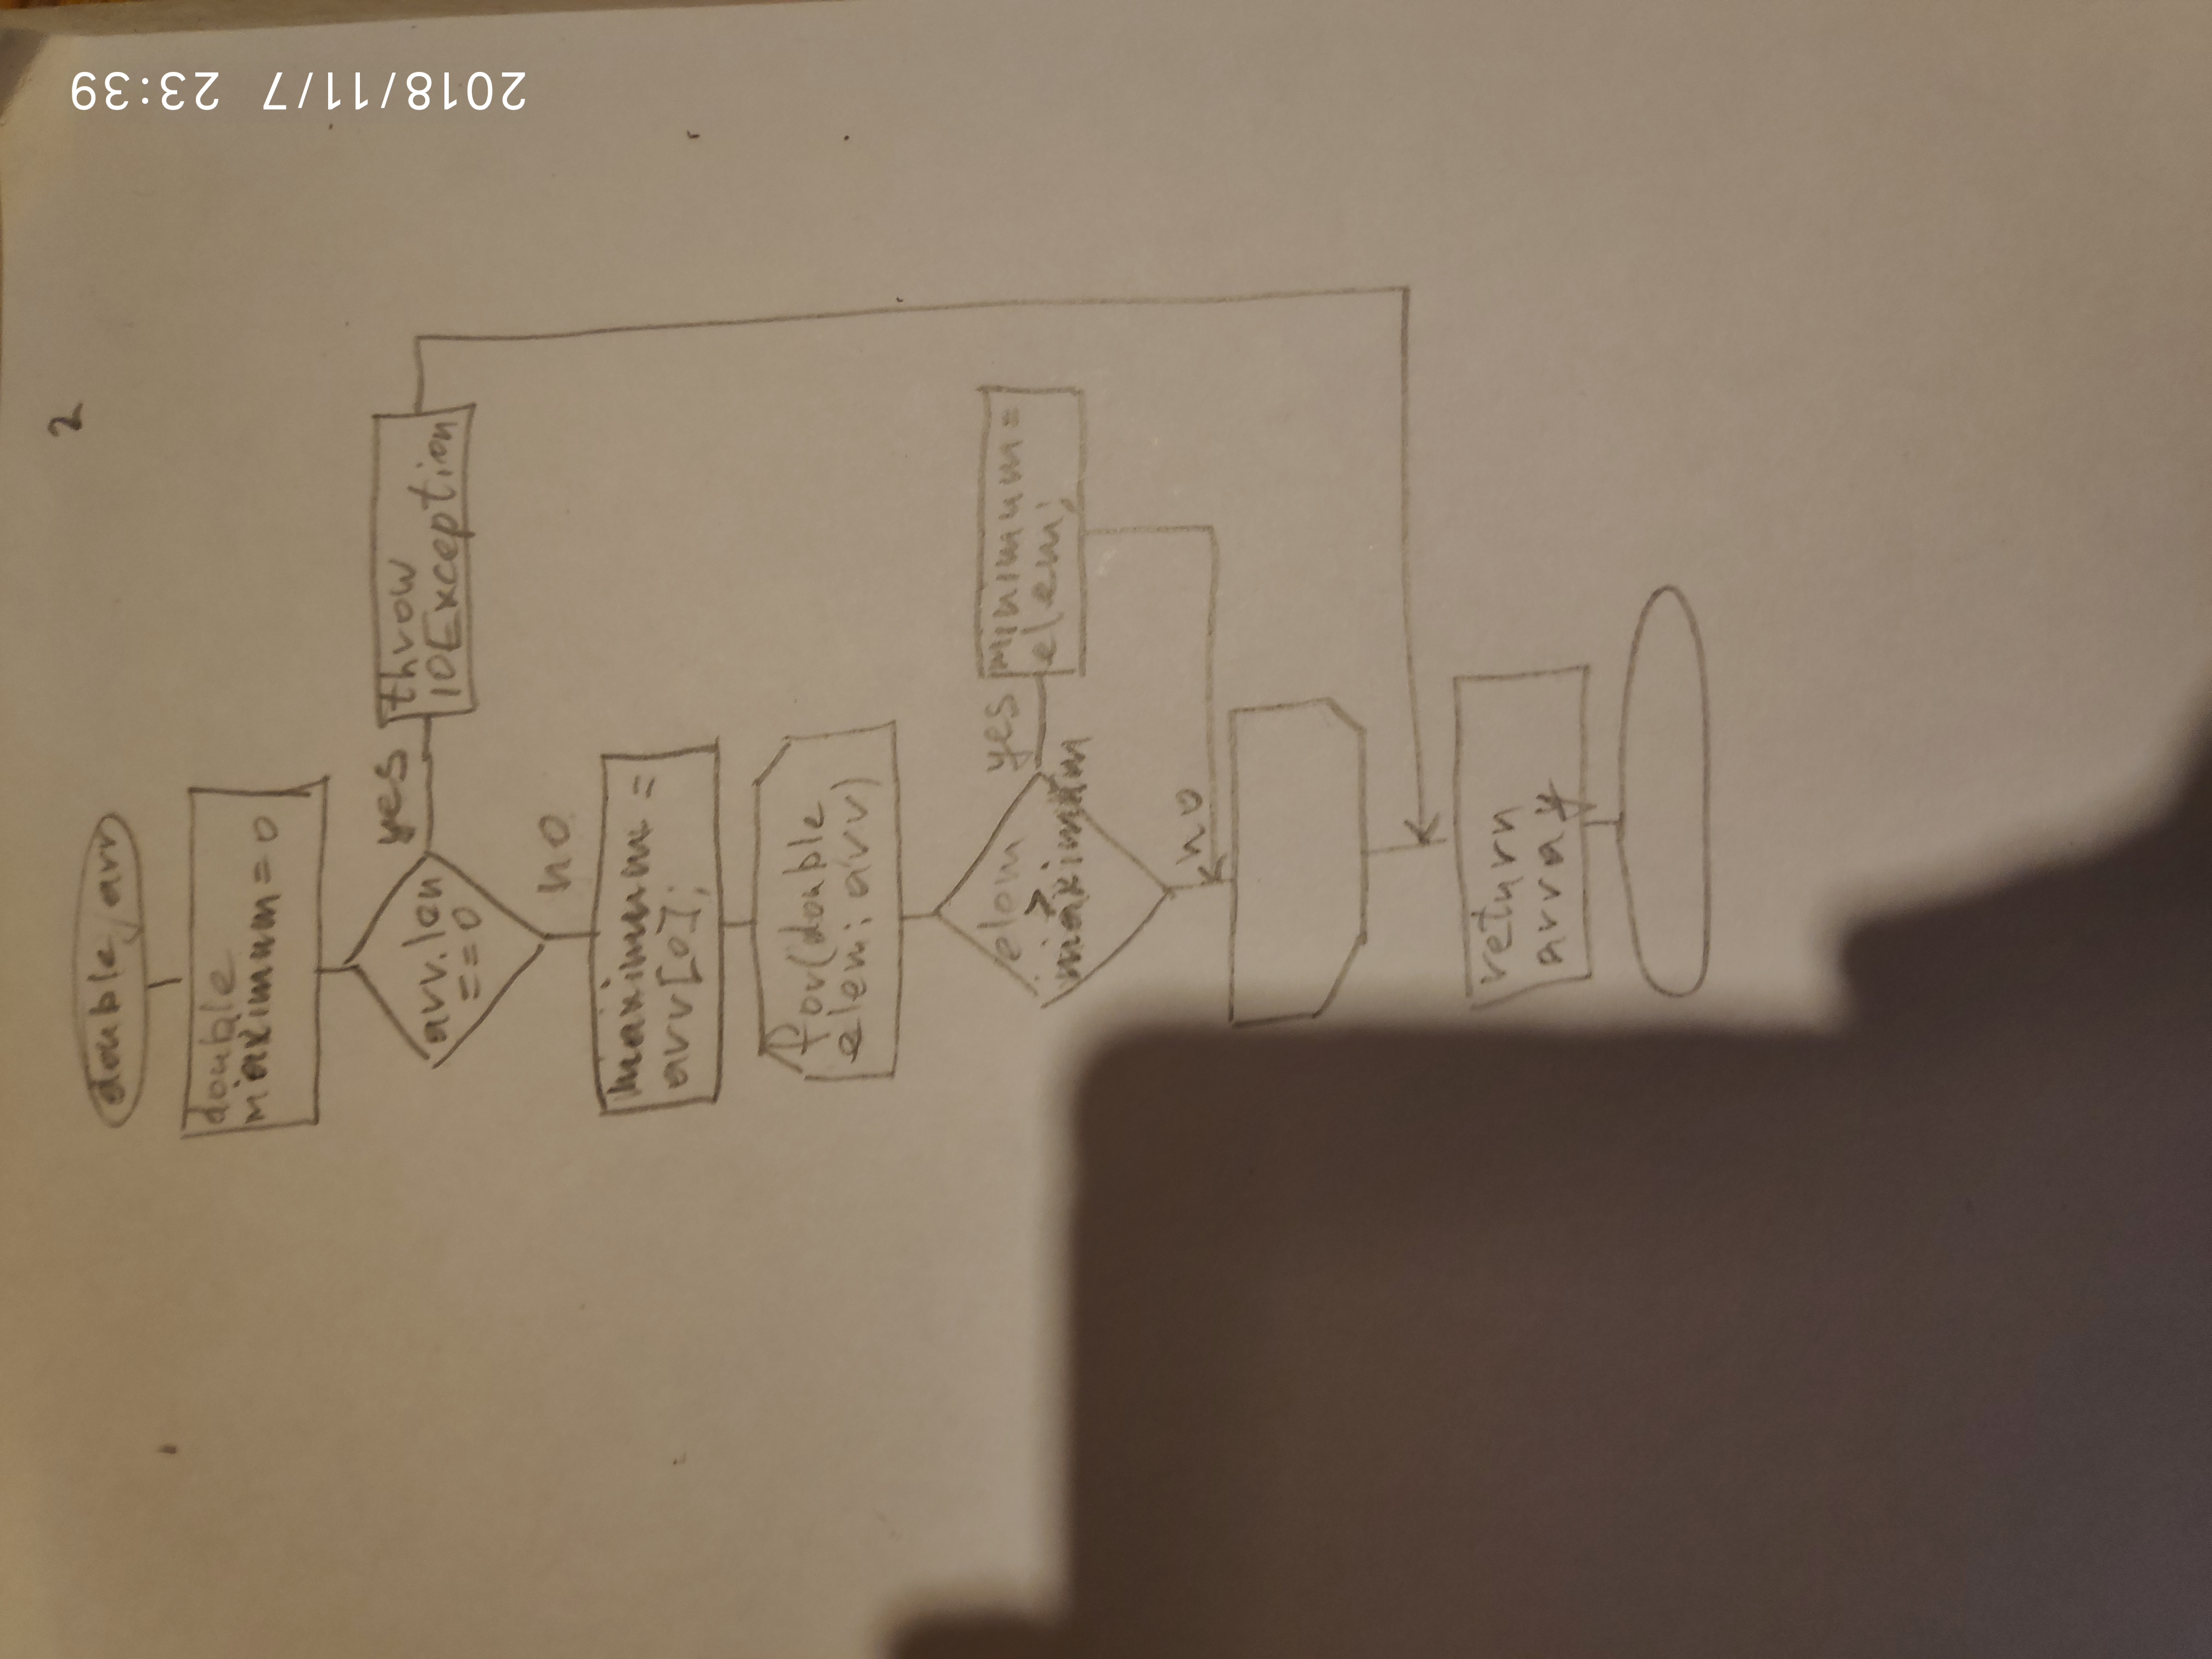 2
double, arr
double
maximum = 0
arr.len
== 0
yes
throw
IOException
no
maximum =
arr[0];
for(double
elem: arr)
elem
>
maximum
yes
minimum =
elem;
no
return
array
2018/11/7 23:39